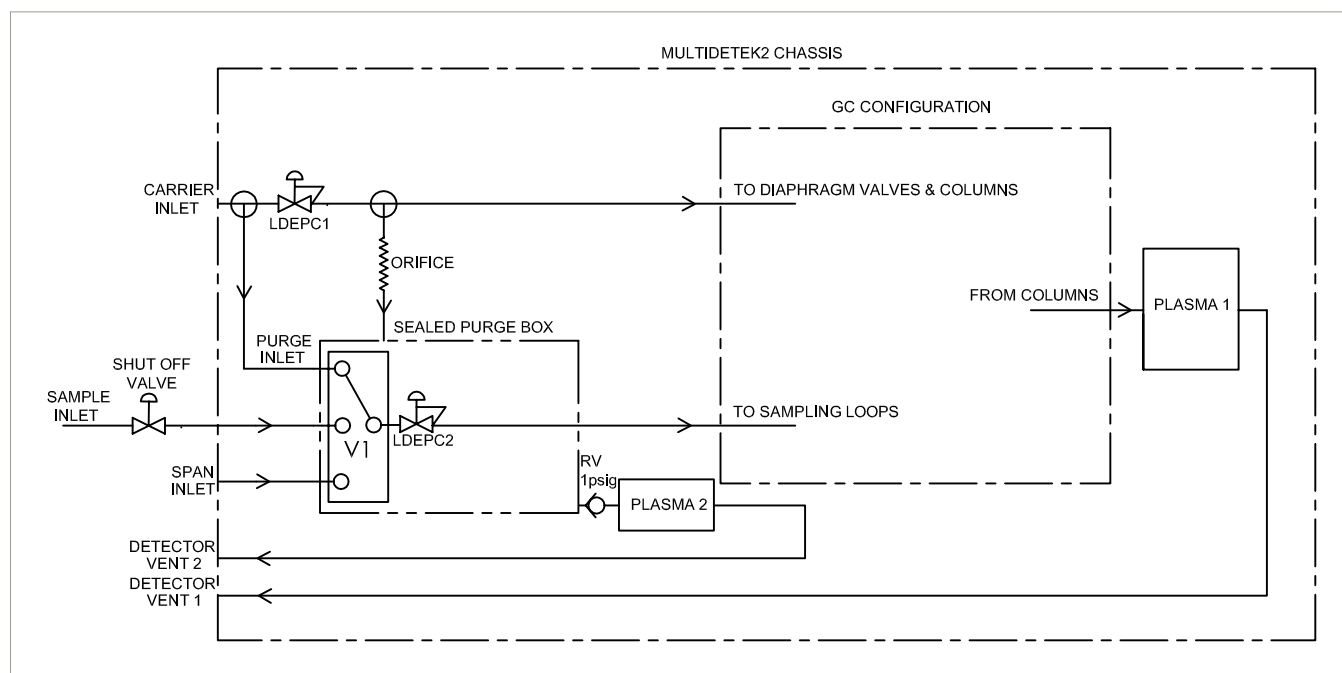 MULTIDETEK2 CHASSIS
GC CONFIGURATION
CARRIER
INLET
LDEPC1
TO DIAPHRAGM VALVES & COLUMNS
ORIFICE
FROM COLUMNS
PLASMA 1
SEALED PURGE BOX
PURGE
INLET
SHUT OFF
VALVE
SAMPLE
INLET
V1
LDEPC2
TO SAMPLING LOOPS
SPAN
INLET
RV
1psig
PLASMA 2
DETECTOR
VENT 2
DETECTOR
VENT 1